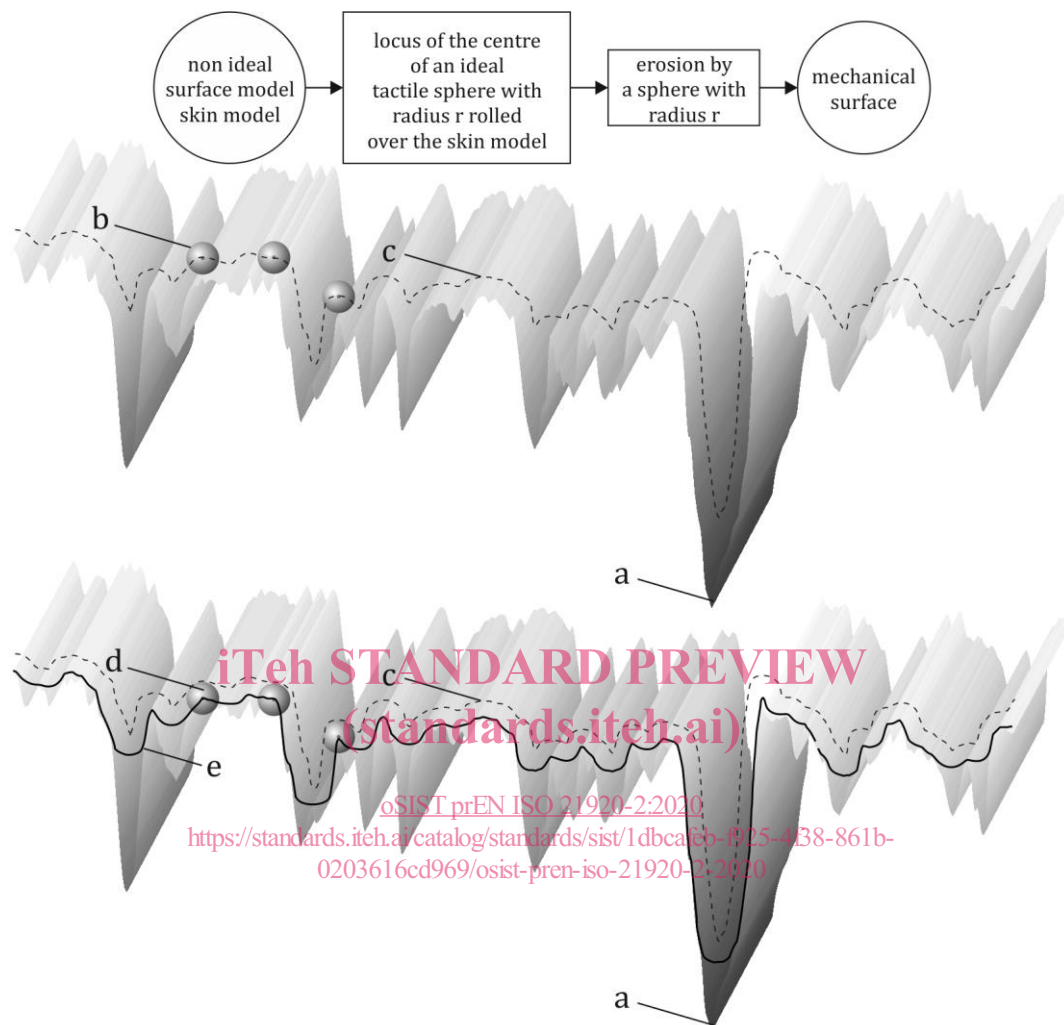 non ideal
surface model
skin model
locus of the centre
of an ideal
tactile sphere with
radius r rolled
over the skin model
erosion by
a sphere with
radius r
mechanical
surface
b
c
a
d
c
iTeh STANDARD PREVIEW
(standards.iteh.ai)
e
oSIST prEN ISO 21920-2:2020
https://standards.iteh.ai/catalog/standards/sist/1dbcafeb-f925-4f38-861b-
0203616cd969/osist-pren-iso-21920-2-2020
a